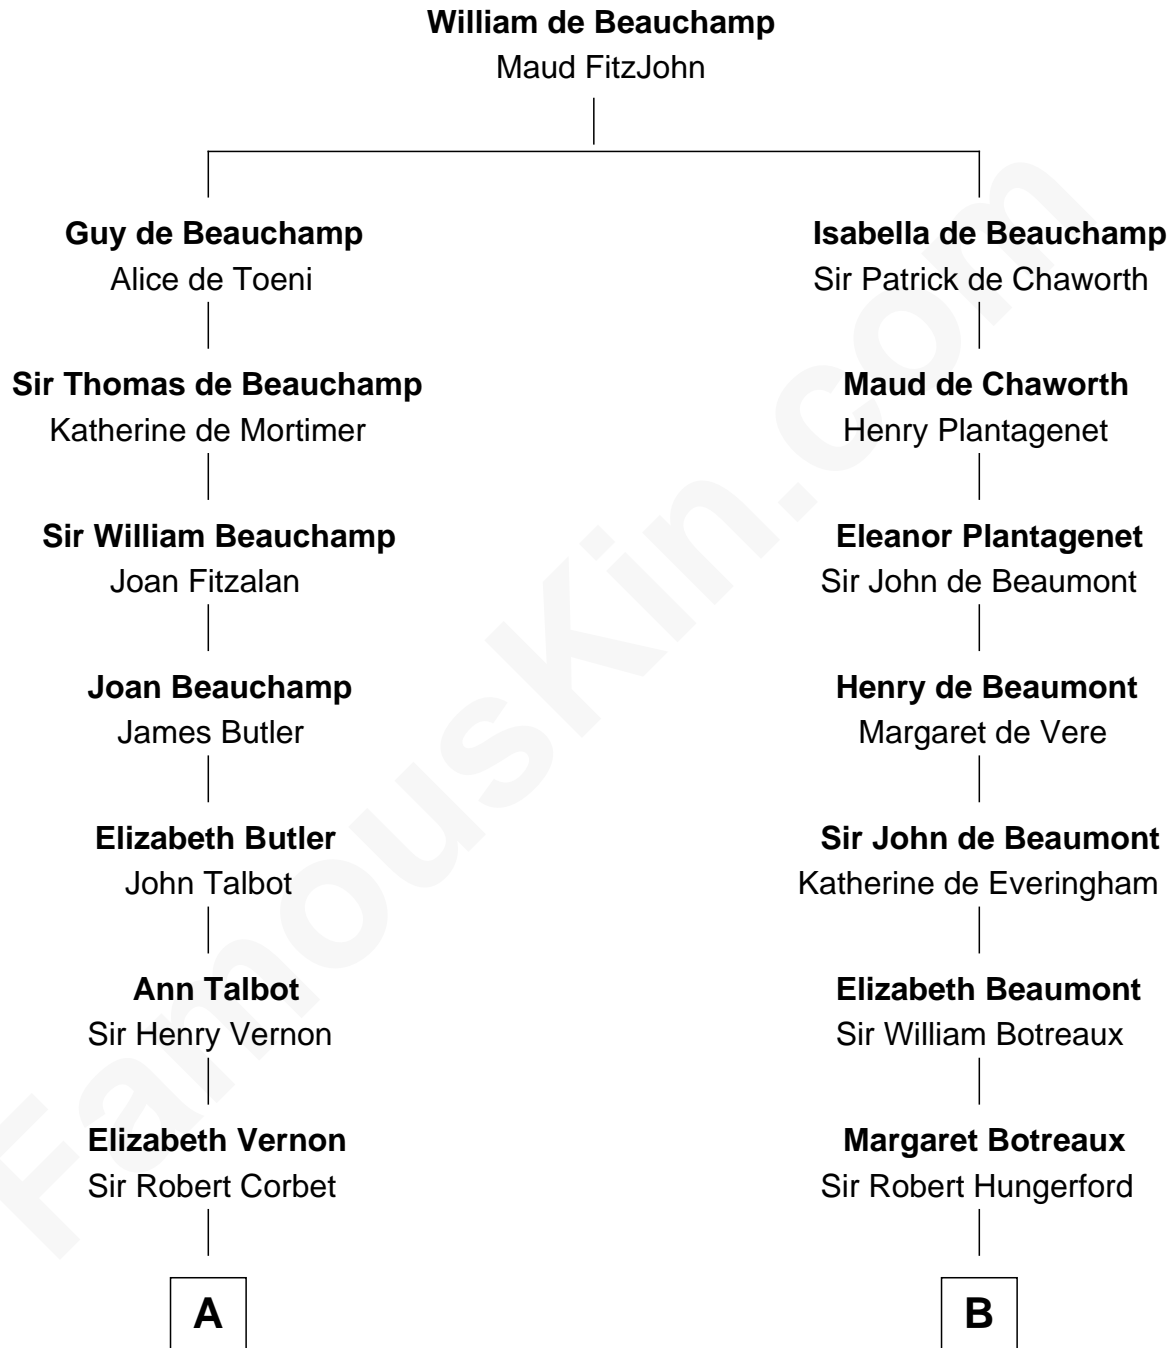 William de Beauchamp
Maud FitzJohn
Guy de Beauchamp
Alice de Toeni
Sir Thomas de Beauchamp
Katherine de Mortimer
Sir William Beauchamp
Joan Fitzalan
Joan Beauchamp
James Butler
Elizabeth Butler
John Talbot
Ann Talbot
Sir Henry Vernon
Elizabeth Vernon
Sir Robert Corbet
A
Isabella de Beauchamp
Sir Patrick de Chaworth
Maud de Chaworth
Henry Plantagenet
Eleanor Plantagenet
Sir John de Beaumont
Henry de Beaumont
Margaret de Vere
Sir John de Beaumont
Katherine de Everingham
Elizabeth Beaumont
Sir William Botreaux
Margaret Botreaux
Sir Robert Hungerford
B
FamousKin.com